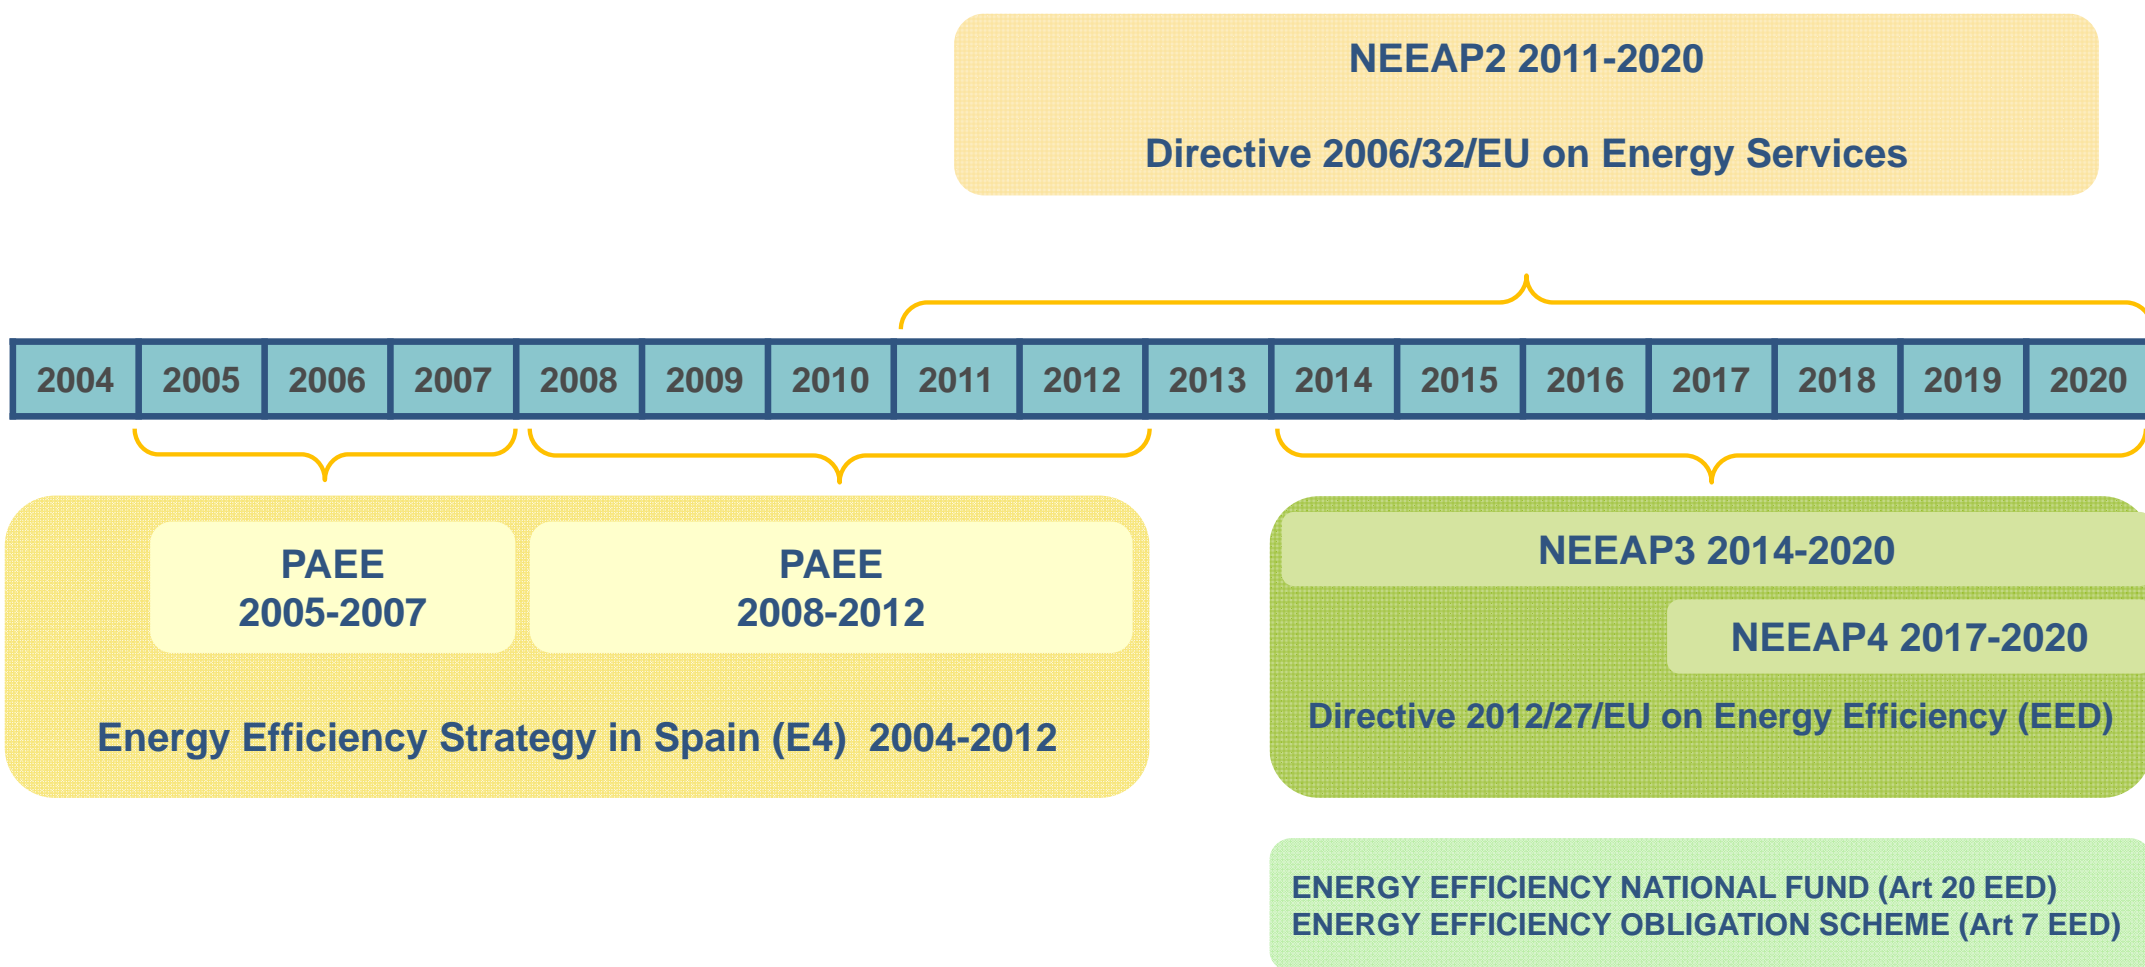 NEEAP2 2011-2020
Directive 2006/32/EU on Energy Services
2004 2005 2006 2007 2008 2009 2010 2011 2012 2013 2014 2015 2016 2017 2018 2019 2020
PAEE
2005-2007
PAEE
2008-2012
Energy Efficiency Strategy in Spain (E4) 2004-2012
NEEAP3 2014-2020
NEEAP4 2017-2020
Directive 2012/27/EU on Energy Efficiency (EED)
ENERGY EFFICIENCY NATIONAL FUND (Art 20 EED)
ENERGY EFFICIENCY OBLIGATION SCHEME (Art 7 EED)